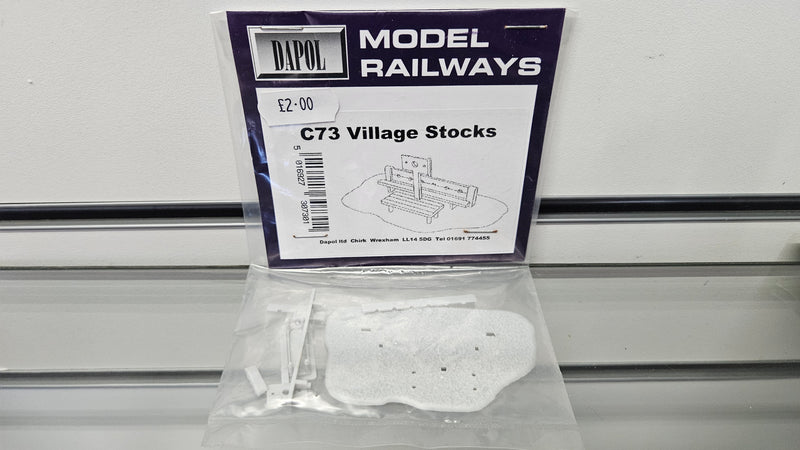 DAPOL
MODEL
RAILWAYS
£2.00
C73 Village Stocks
5 016927 307301
Dapol ltd Chirk Wrexham LL14 5DG Tel 01691 774455